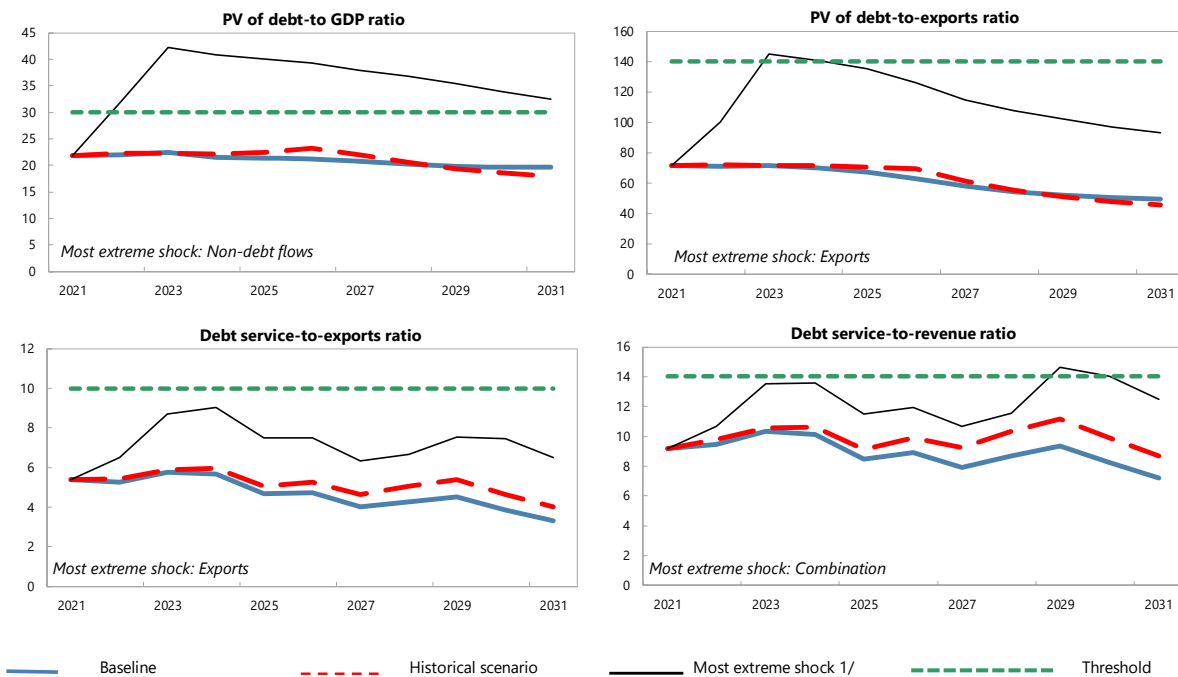 PV of debt-to GDP ratio
45
40
35
30
25
20
15
10
5
0
Most extreme shock: Non-debt flows
2021 2023 2025 2027 2029 2031
PV of debt-to-exports ratio
160
140
120
100
80
60
40
20
0
Most extreme shock: Exports
2021 2023 2025 2027 2029 2031
Debt service-to-exports ratio
12
10
8
6
4
2
0
Most extreme shock: Exports
2021 2023 2025 2027 2029 2031
Debt service-to-revenue ratio
16
14
12
10
8
6
4
2
0
Most extreme shock: Combination
2021 2023 2025 2027 2029 2031
Baseline Historical scenario Most extreme shock 1/ Threshold